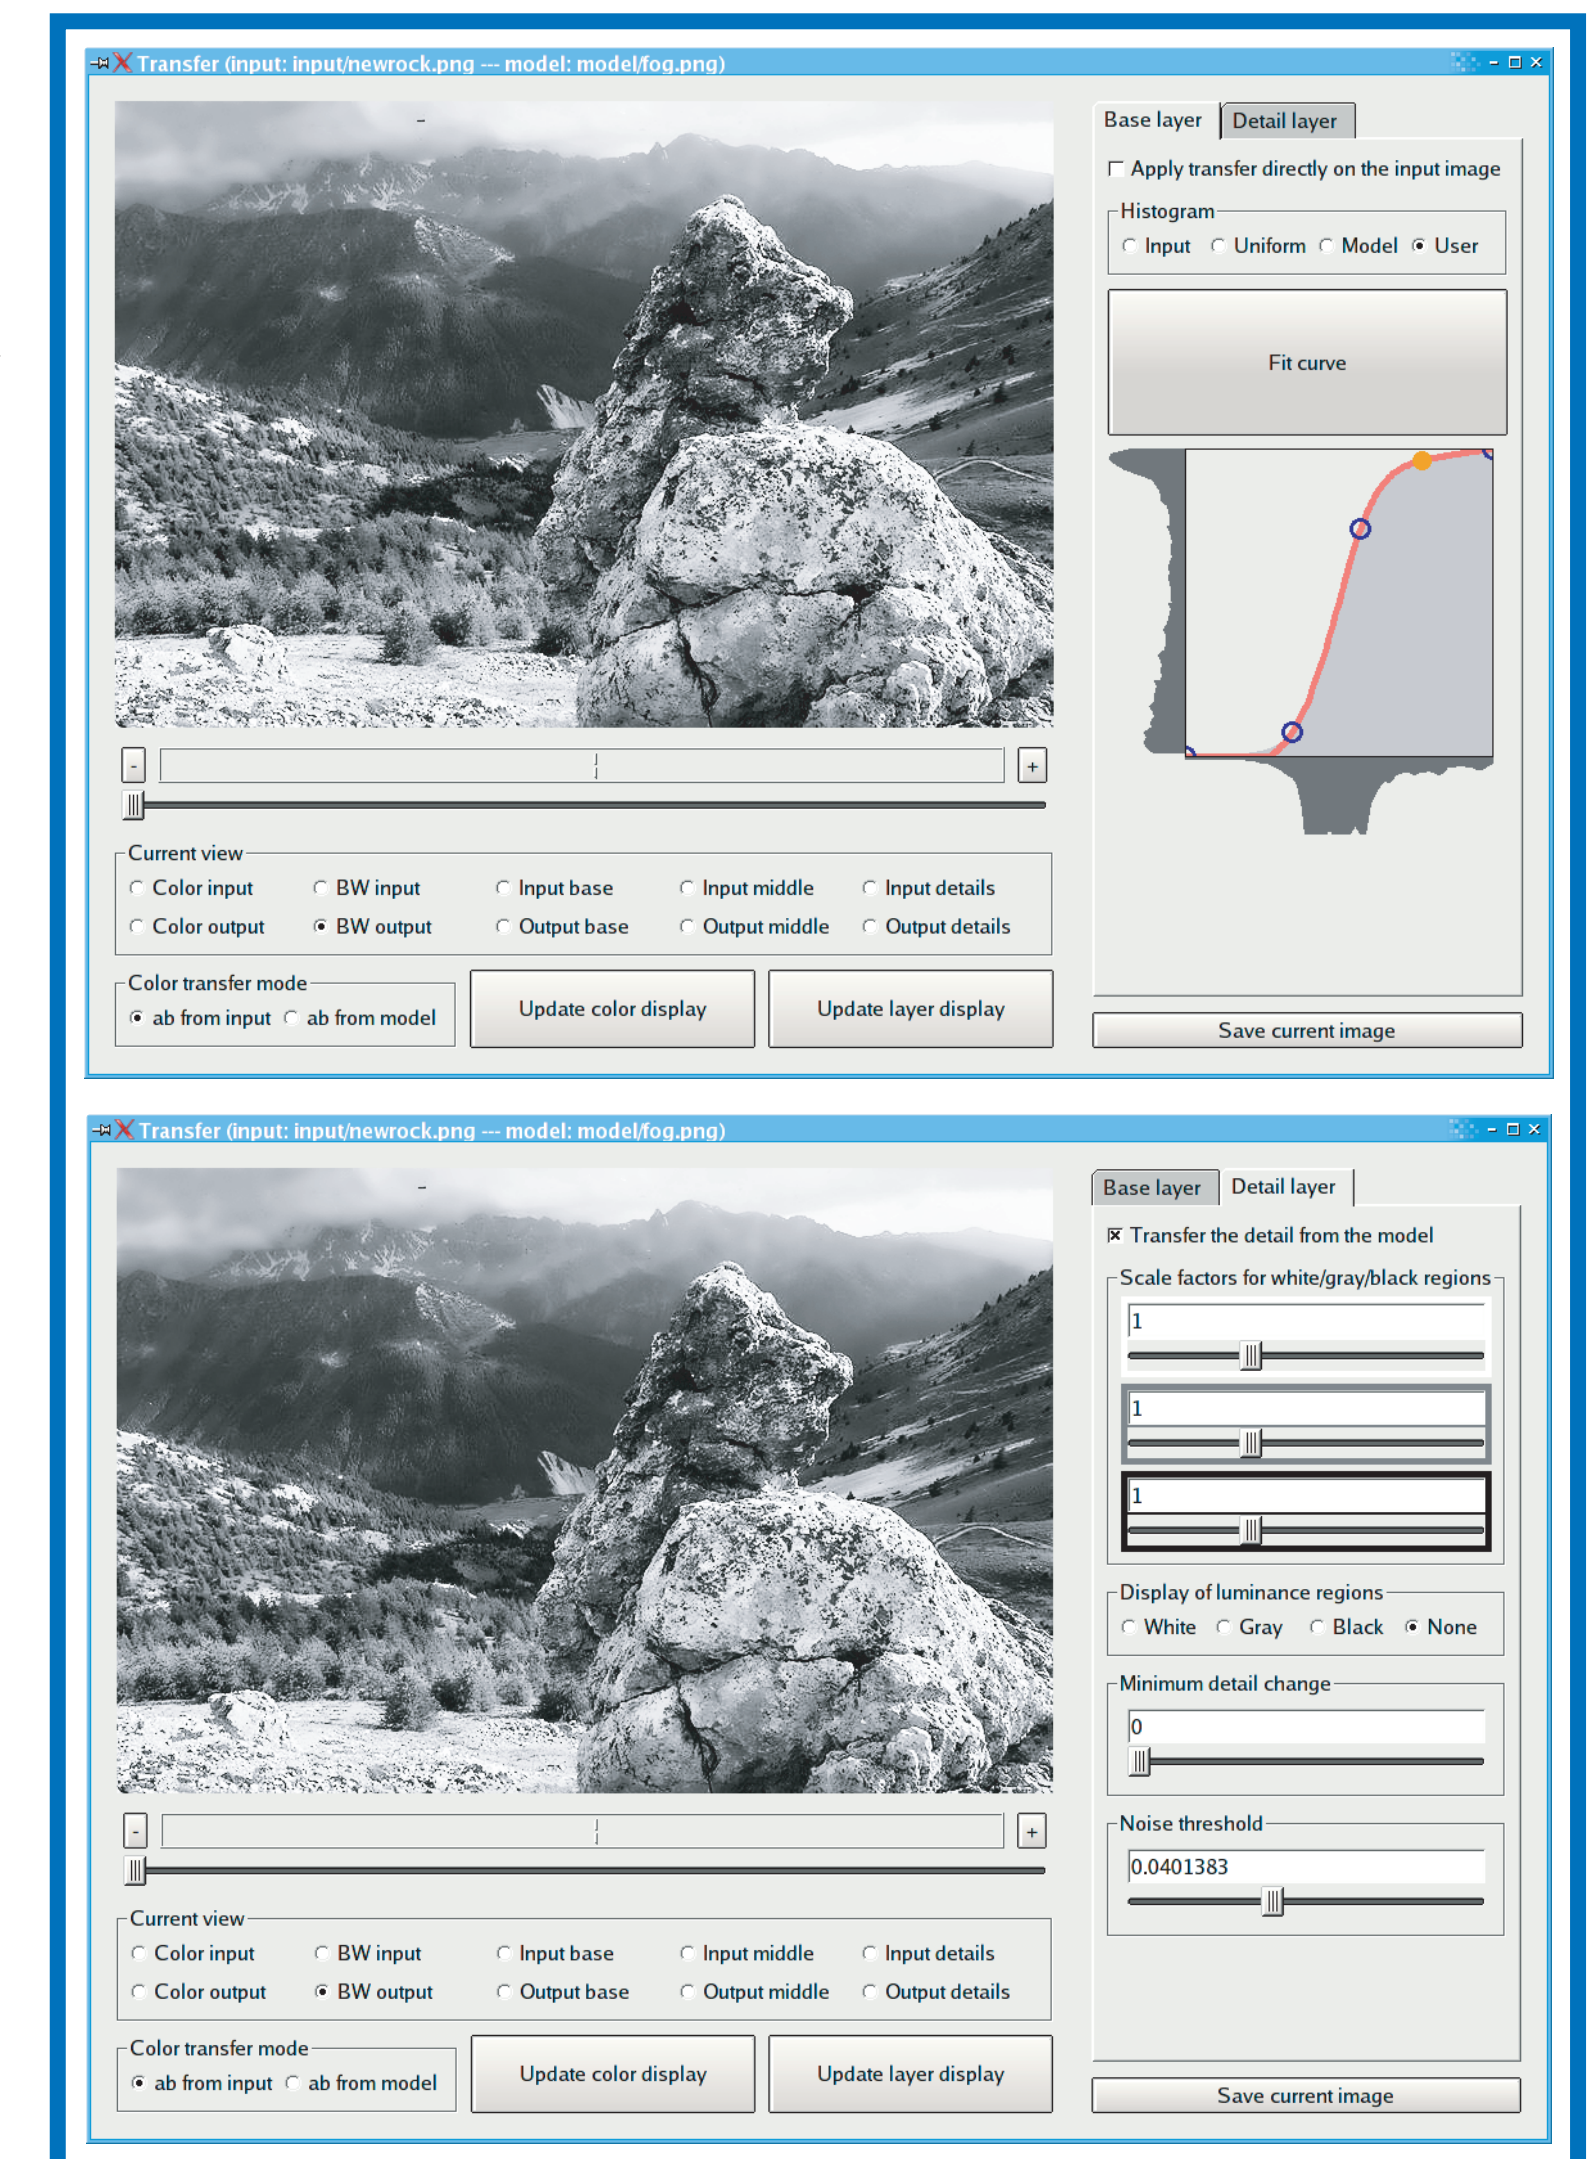 Transfer (input: input/newrock.png --- model: model/fog.png)
Base layer Detail layer
Apply transfer directly on the input image
Histogram
Input Uniform Model User
Fit curve
- +
Current view
Color input BW input Input base Input middle Input details
Color output BW output Output base Output middle Output details
Color transfer mode
ab from input ab from model
Update color display Update layer display
Save current image
Transfer (input: input/newrock.png --- model: model/fog.png)
Base layer Detail layer
Transfer the detail from the model
Scale factors for white/gray/black regions
1
1
1
Display of luminance regions
White Gray Black None
Minimum detail change
0
Noise threshold
0.0401383
- +
Current view
Color input BW input Input base Input middle Input details
Color output BW output Output base Output middle Output details
Color transfer mode
ab from input ab from model
Update color display Update layer display
Save current image